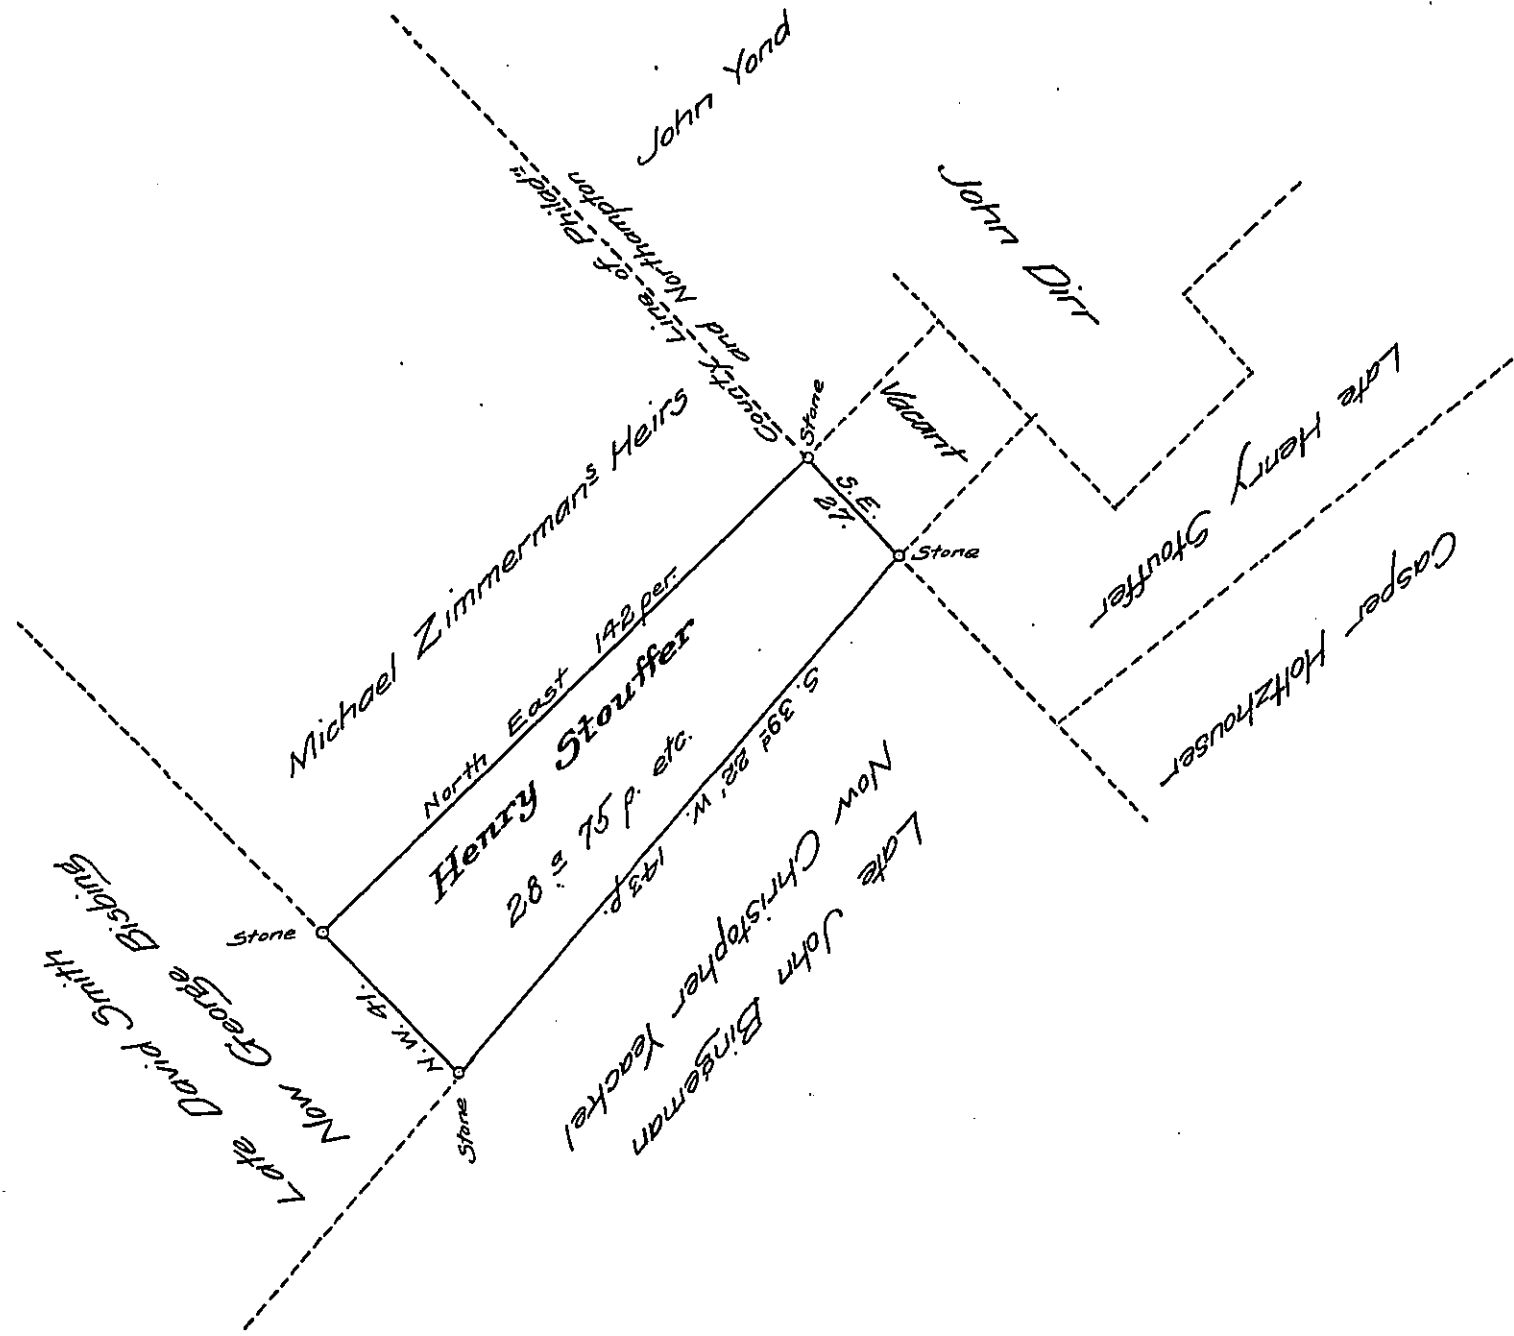 John Yond
John Dirr
County Line of Philad^a
and Northampton
Michael Zimmerman^s Heirs
Stone
Vacant
S.E.
27.
Stone
Late Henry Stouffer
Casper Holtzhouser
North East 142 per.
Henry Stouffer
28^a. 75 p. etc.
S. 39^d 22' W. 143 p.
Late John Bingeman
Now Christopher Yeackel
Stone
N.W. 41.
Stone
Late David Smith
Now George Bisbing